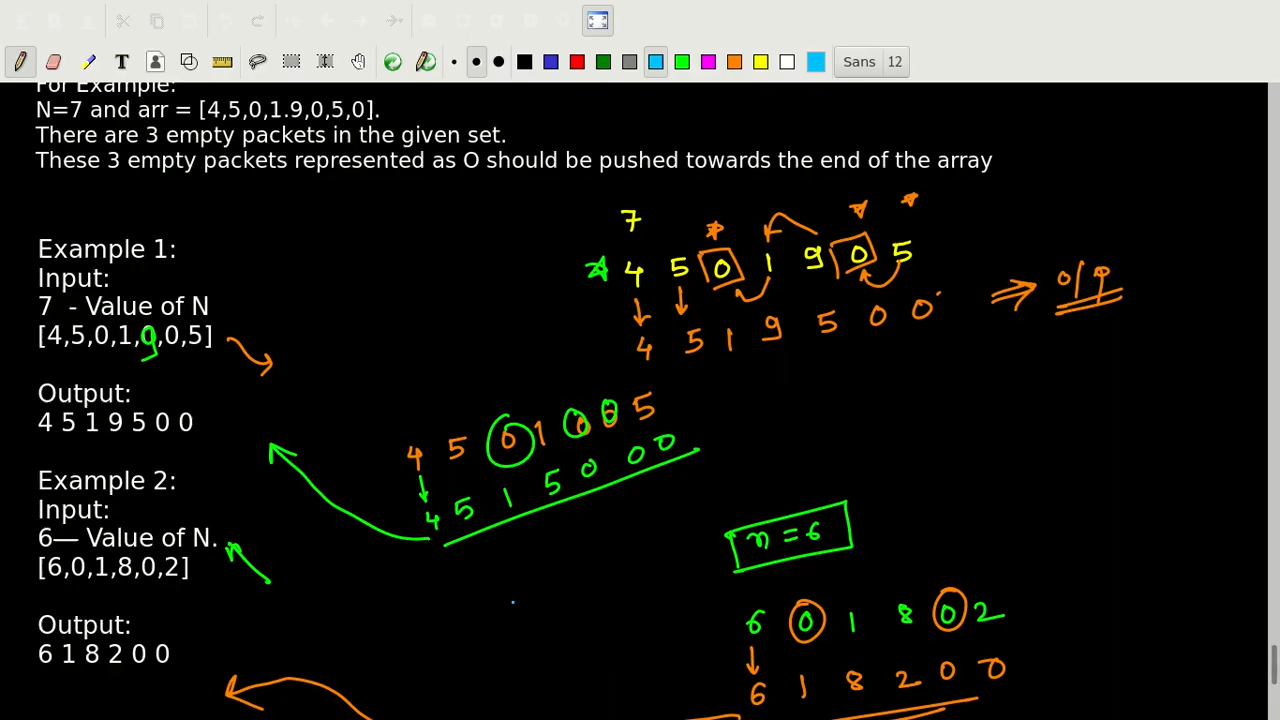 Sans 12
For Example:
N=7 and arr = [4,5,0,1.9,0,5,0].
There are 3 empty packets in the given set.
These 3 empty packets represented as O should be pushed towards the end of the array
7
4 5 0 1 9 0 5
4 5 1 9 5 0 0 ⇒ o/p
Example 1:
Input:
7 - Value of N
[4,5,0,1,9,0,5]
Output:
4 5 1 9 5 0 0
4 5 0 1 0 0 5
4 5 1 5 0 0 0
Example 2:
Input:
6— Value of N.
[6,0,1,8,0,2]
n = 6
6 0 1 8 0 2
Output:
6 1 8 2 0 0
6 1 8 2 0 0